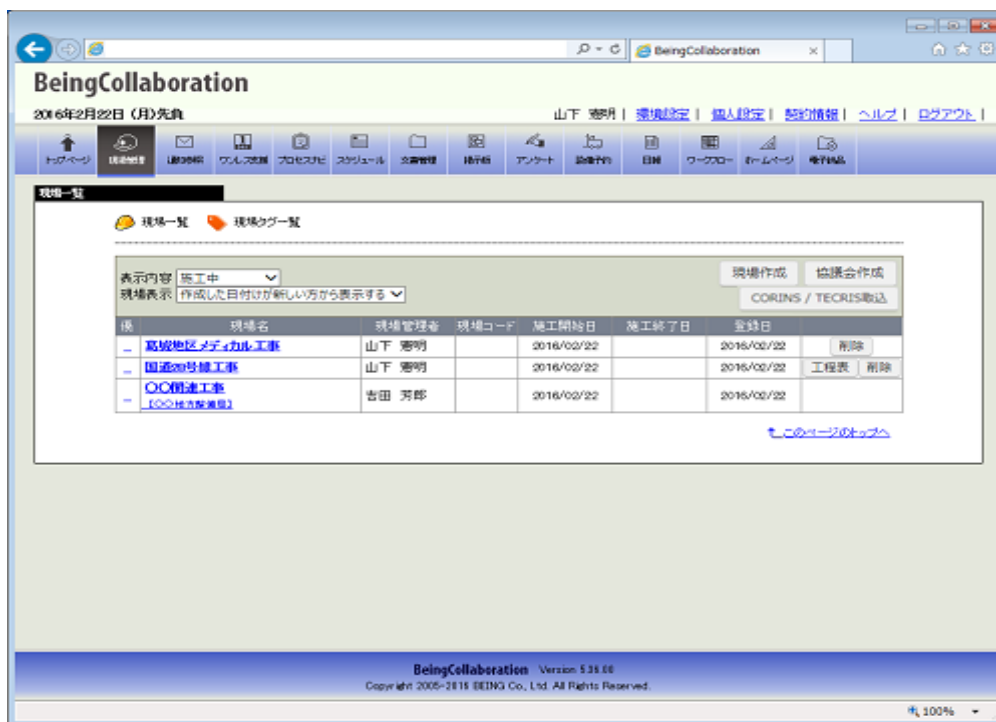 BeingCollaboration ×
BeingCollaboration
2016年2月22日 (月)先負
山下 憲明 | 環境設定 | 個人設定 | 契約情報 | ヘルプ | ログアウト |
トップページ 現場管理 ワンレス支援 プロセスナビ スケジュール 文書管理 掲示板 アンケート 設備予約 日報 ワークフロー ホームページ 電子納品
現場一覧
現場一覧 現場タグ一覧
表示内容 施工中 現場作成 協議会作成
現場表示 作成した日付けが新しい方から表示する CORINS / TECRIS取込
現場名 現場管理者 現場コード 施工開始日 施工終了日 登録日
葛城地区メディカル工事 山下 憲明 2016/02/22 2016/02/22 削除
国道20号線工事 山下 憲明 2016/02/22 2016/02/22 工程表 削除
〇〇関連工事 吉田 芳郎 2016/02/22 2016/02/22
【〇〇地方整備局】
このページのトップへ
BeingCollaboration Version 5.36.00
Copyright 2005-2016 BEING Co., Ltd. All Rights Reserved.
100%